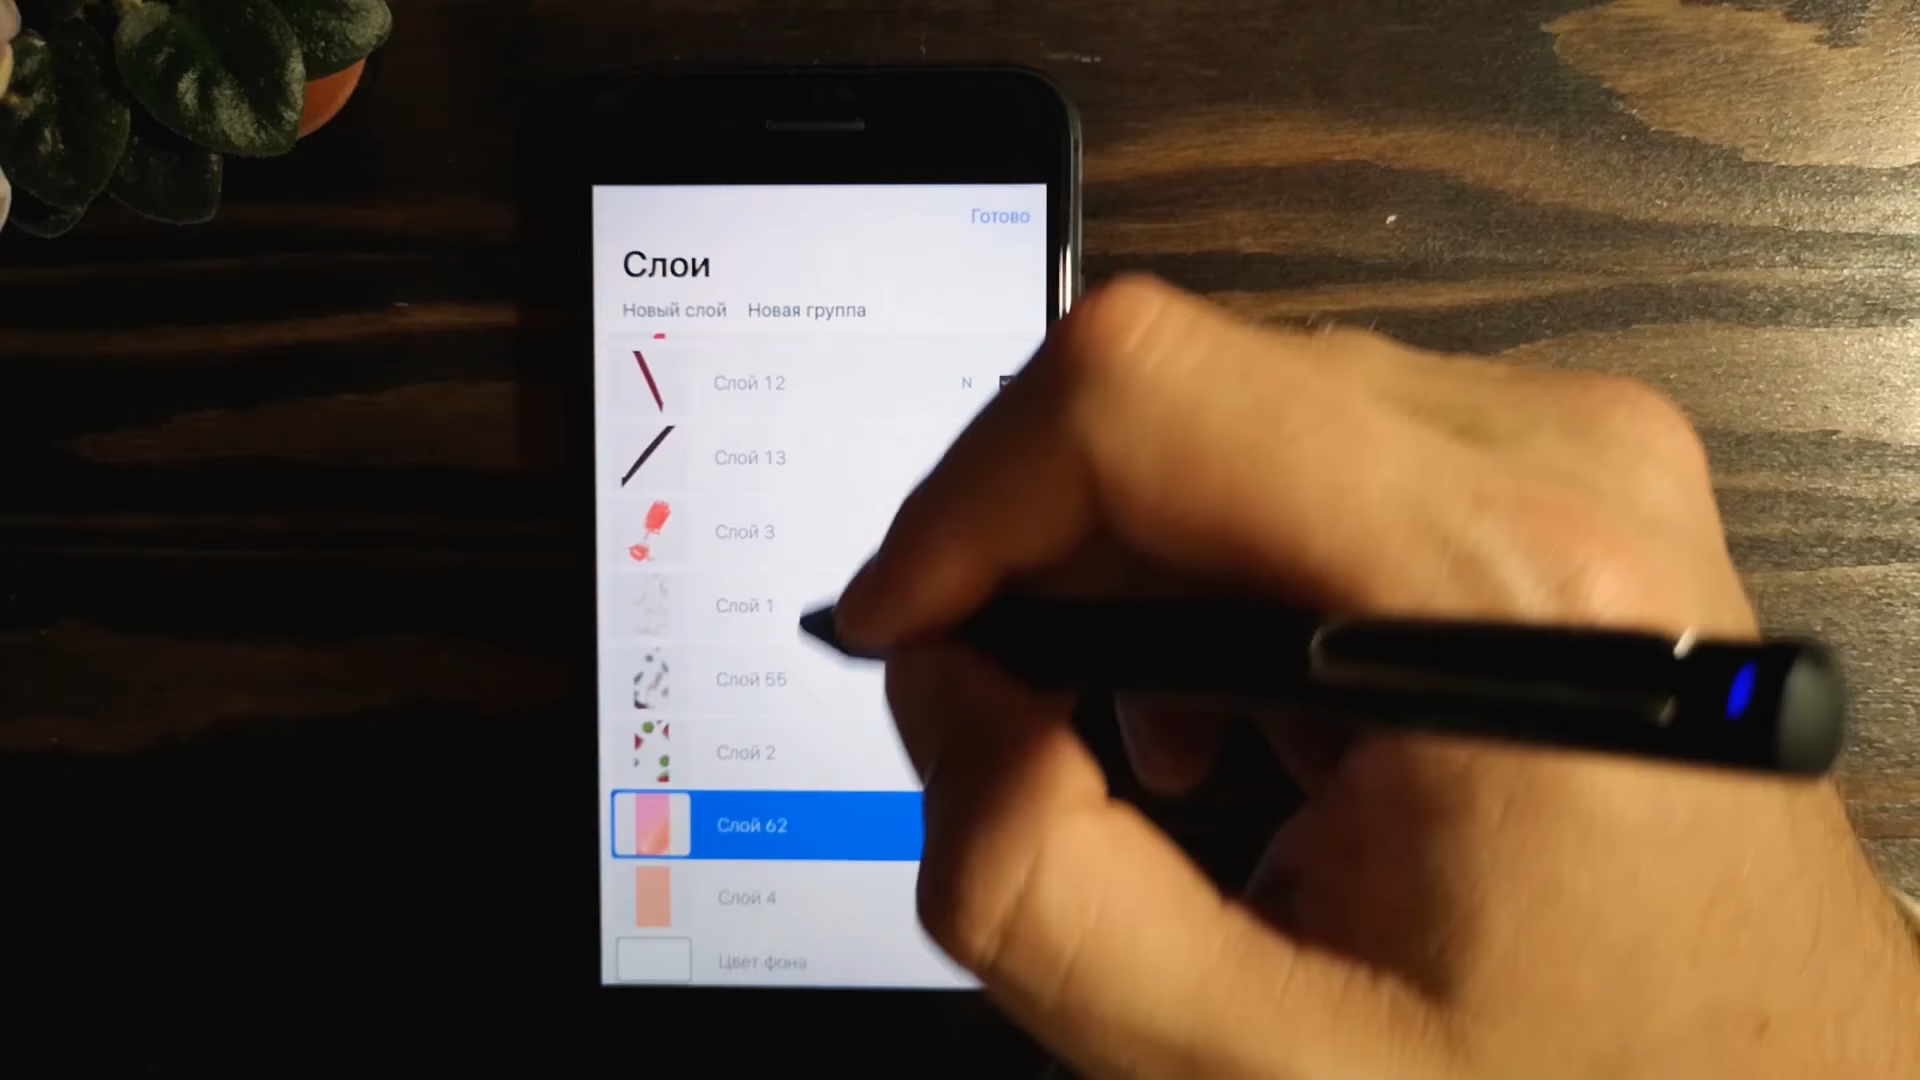 Готово
Слои
Новый слой Новая группа
Слой 12 N
Слой 13
Слой 3
Слой 1
Слой 55
Слой 2
Слой 62
Слой 4
Цвет фона